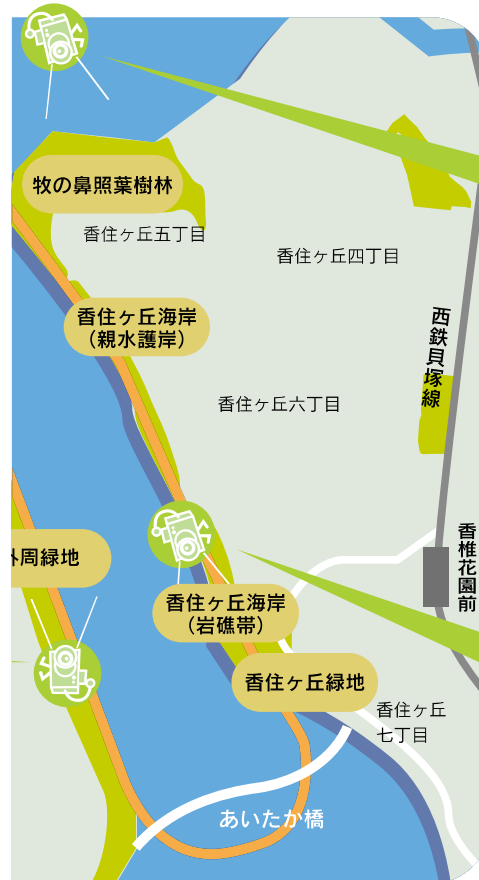 牧の鼻照葉樹林
香住ヶ丘五丁目
香住ヶ丘四丁目
香住ヶ丘海岸
（親水護岸）
西鉄貝塚線
香住ヶ丘六丁目
香椎花園前
外周緑地
香住ヶ丘海岸
（岩礁帯）
香住ヶ丘緑地
香住ヶ丘
七丁目
あいたか橋